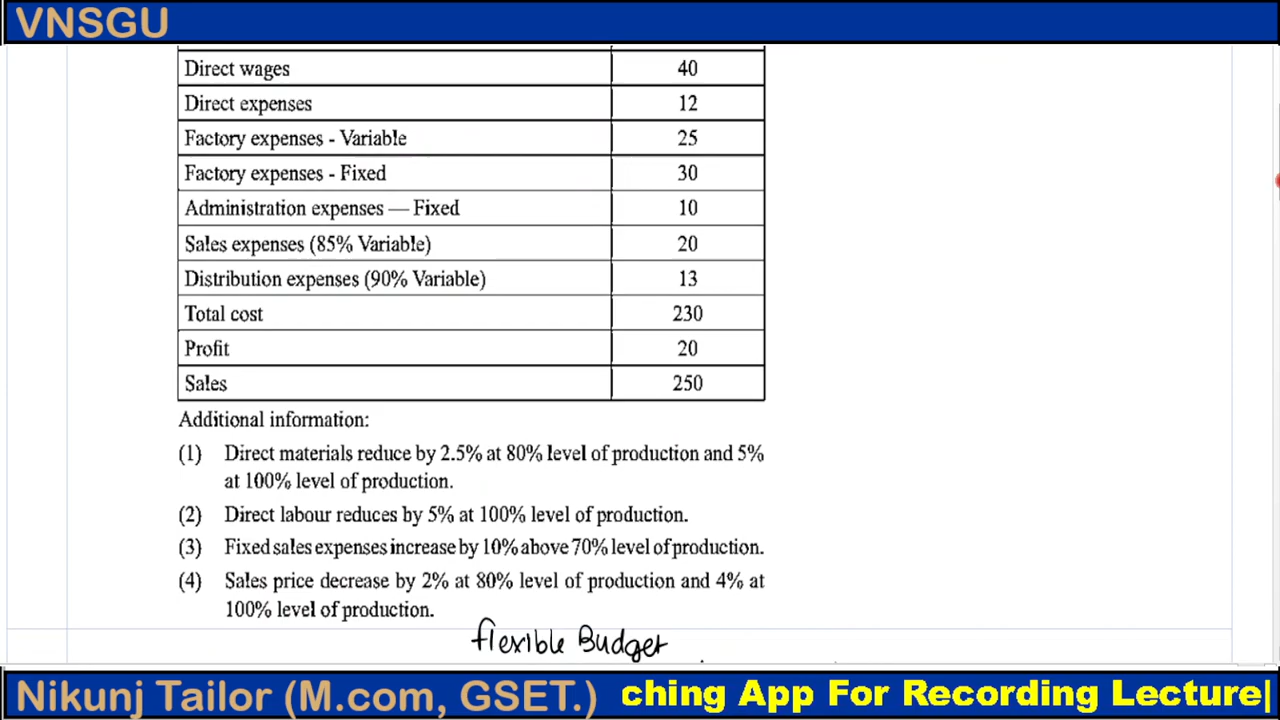 VNSGU
Direct wages 40
Direct expenses 12
Factory expenses - Variable 25
Factory expenses - Fixed 30
Administration expenses — Fixed 10
Sales expenses (85% Variable) 20
Distribution expenses (90% Variable) 13
Total cost 230
Profit 20
Sales 250
Additional information:
(1) Direct materials reduce by 2.5% at 80% level of production and 5%
at 100% level of production.
(2) Direct labour reduces by 5% at 100% level of production.
(3) Fixed sales expenses increase by 10% above 70% level of production.
(4) Sales price decrease by 2% at 80% level of production and 4% at
100% level of production.
flexible Budget
Nikunj Tailor (M.com, GSET.) ching App For Recording Lecture|